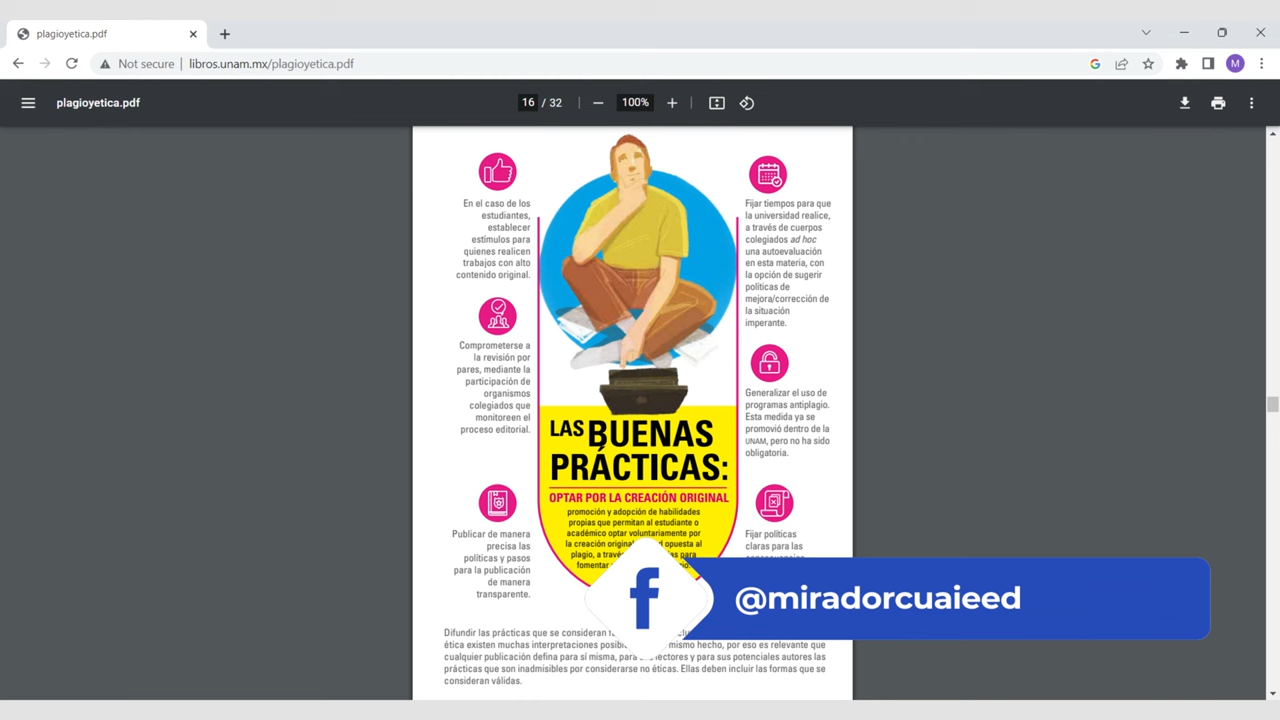 plagioyetica.pdf
Not secure
libros.unam.mx/plagioyetica.pdf
M
plagioyetica.pdf
16 / 32
100%
En el caso de los
estudiantes,
establecer
estímulos para
quienes realicen
trabajos con alto
contenido original.
Comprometerse a
la revisión por
pares, mediante la
participación de
organismos
colegiados que
monitoreen el
proceso editorial.
Publicar de manera
precisa las
políticas y pasos
para la publicación
de manera
transparente.
LAS BUENAS
PRÁCTICAS:
OPTAR POR LA CREACIÓN ORIGINAL
promoción y adopción de habilidades
propias que permitan al estudiante o
académico optar voluntariamente por
la creación original opuesta al
plagio, a para
fomentar
Fijar tiempos para que
la universidad realice,
a través de cuerpos
colegiados ad hoc
una autoevaluación
en esta materia, con
la opción de sugerir
políticas de
mejora/corrección de
la situación
imperante.
Generalizar el uso de
programas antiplagio.
Esta medida ya se
promovió dentro de la
UNAM, pero no ha sido
obligatoria.
Fijar políticas
claras para las
f @miradorcuaieed
Difundir las prácticas que se consideran
ética existen muchas interpretaciones mismo hecho, por eso es relevante que
cualquier publicación defina para sí misma, para lectores y para sus potenciales autores las
prácticas que son inadmisibles por considerarse no éticas. Ellas deben incluir las formas que se
consideran válidas.